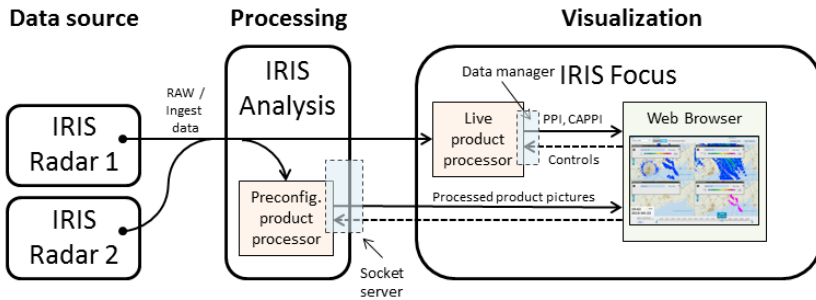 Data source
Processing
Visualization
IRIS
Radar 1
IRIS
Radar 2
RAW /
Ingest
data
IRIS
Analysis
Preconfig.
product
processor
Socket
server
Data manager
IRIS Focus
Live
product
processor
PPI, CAPPI
Controls
Web Browser
Processed product pictures